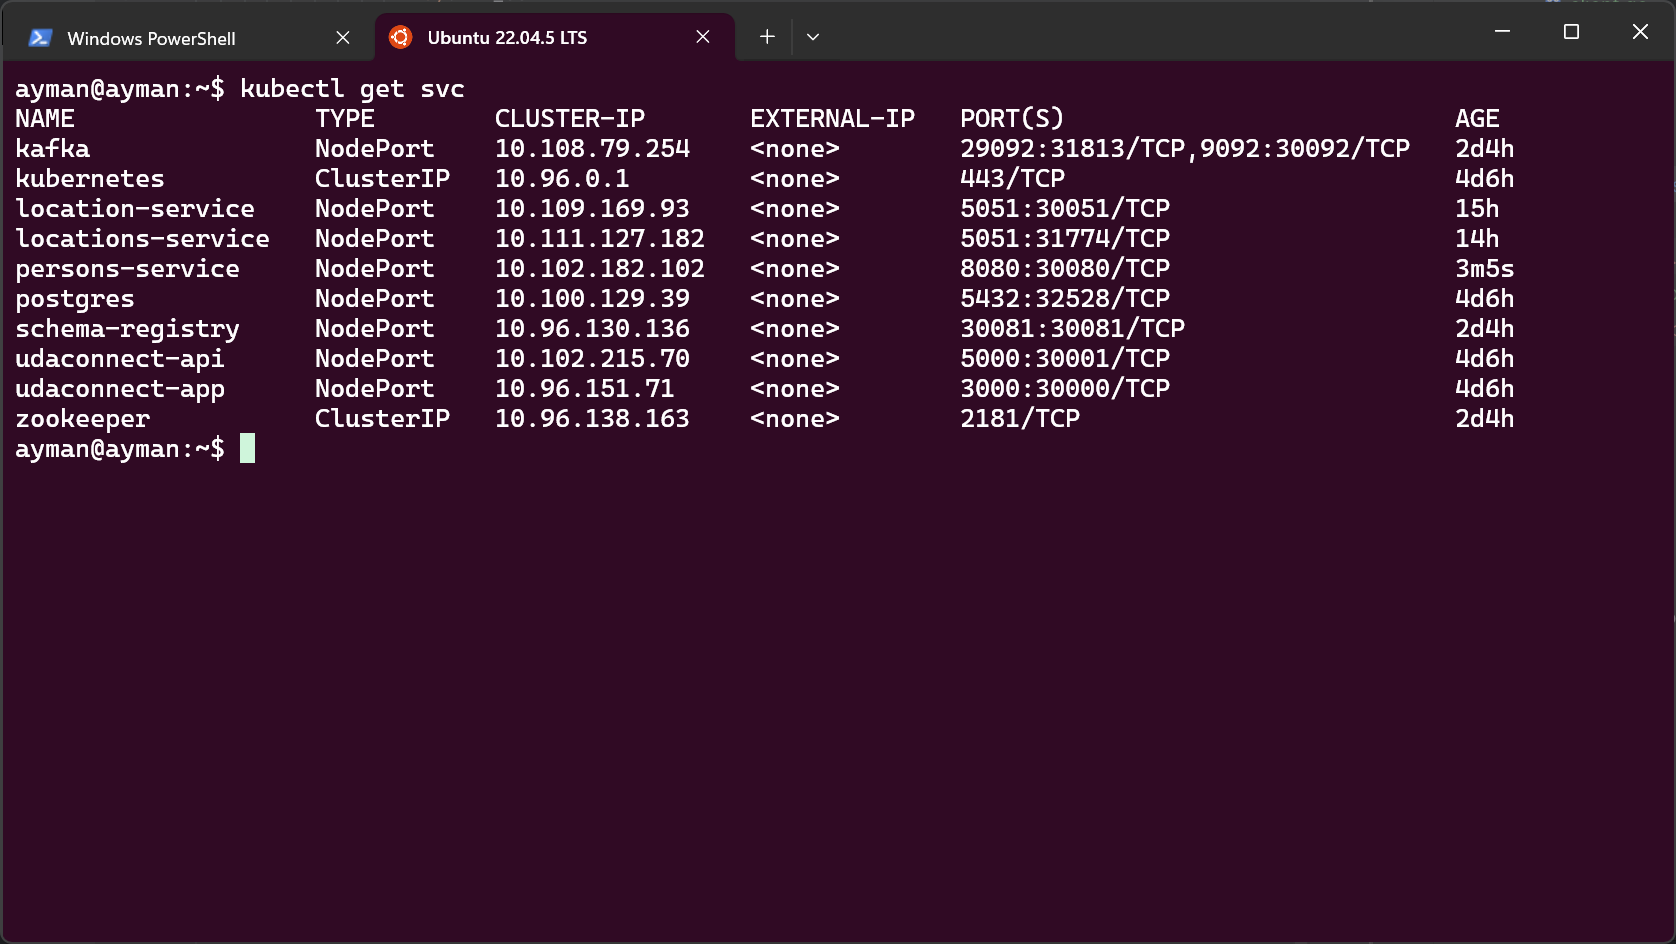 Windows PowerShell
Ubuntu 22.04.5 LTS
ayman@ayman:~$ kubectl get svc
NAME TYPE CLUSTER-IP EXTERNAL-IP PORT(S) AGE
kafka NodePort 10.108.79.254 <none> 29092:31813/TCP,9092:30092/TCP 2d4h
kubernetes ClusterIP 10.96.0.1 <none> 443/TCP 4d6h
location-service NodePort 10.109.169.93 <none> 5051:30051/TCP 15h
locations-service NodePort 10.111.127.182 <none> 5051:31774/TCP 14h
persons-service NodePort 10.102.182.102 <none> 8080:30080/TCP 3m5s
postgres NodePort 10.100.129.39 <none> 5432:32528/TCP 4d6h
schema-registry NodePort 10.96.130.136 <none> 30081:30081/TCP 2d4h
udaconnect-api NodePort 10.102.215.70 <none> 5000:30001/TCP 4d6h
udaconnect-app NodePort 10.96.151.71 <none> 3000:30000/TCP 4d6h
zookeeper ClusterIP 10.96.138.163 <none> 2181/TCP 2d4h
ayman@ayman:~$